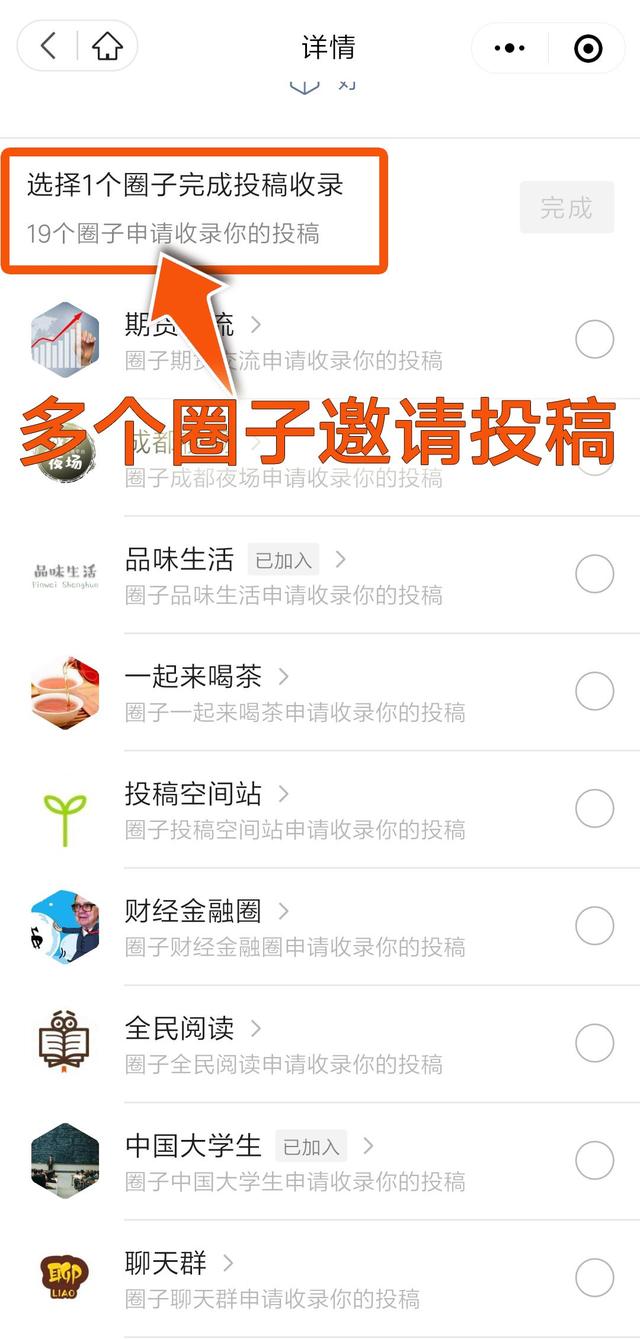 详情
选择1个圈子完成投稿收录
19个圈子申请收录你的投稿
完成
圈子期货交流申请收录你的投稿
多个圈子邀请投稿
夜场
成都
圈子成都夜场申请收录你的投稿
品味生活
Pinwei Shenghuo
品味生活 已加入
圈子品味生活申请收录你的投稿
一起来喝茶
圈子一起来喝茶申请收录你的投稿
投稿空间站
圈子投稿空间站申请收录你的投稿
财经金融圈
圈子财经金融圈申请收录你的投稿
全民阅读
圈子全民阅读申请收录你的投稿
中国大学生 已加入
圈子中国大学生申请收录你的投稿
聊天群
LIAO
圈子聊天群申请收录你的投稿